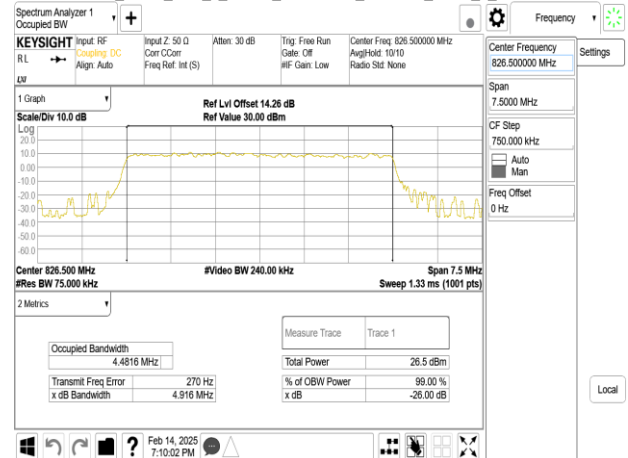 Spectrum Analyzer 1
Occupied BW
Frequency
KEYSIGHT
RL
LXI
Input: RF
Coupling: DC
Align: Auto
Input Z: 50 Ω
Corr CCorr
Freq Ref: Int (S)
Atten: 30 dB
Trig: Free Run
Gate: Off
#IF Gain: Low
Center Freq: 826.500000 MHz
Avg|Hold: 10/10
Radio Std: None
Center Frequency
826.500000 MHz
Settings
Span
7.5000 MHz
CF Step
750.000 kHz
Auto
Man
Freq Offset
0 Hz
Local
1 Graph
Scale/Div 10.0 dB
Ref Lvl Offset 14.26 dB
Ref Value 30.00 dBm
Log
20.0
10.0
0.00
-10.0
-20.0
-30.0
-40.0
-50.0
-60.0
Center 826.500 MHz
#Video BW 240.00 kHz
Span 7.5 MHz
#Res BW 75.000 kHz
Sweep 1.33 ms (1001 pts)
2 Metrics
Measure Trace Trace 1
Occupied Bandwidth
4.4816 MHz
Total Power 26.5 dBm
Transmit Freq Error 270 Hz
% of OBW Power 99.00 %
x dB Bandwidth 4.916 MHz
x dB -26.00 dB
?
Feb 14, 2025
7:10:02 PM